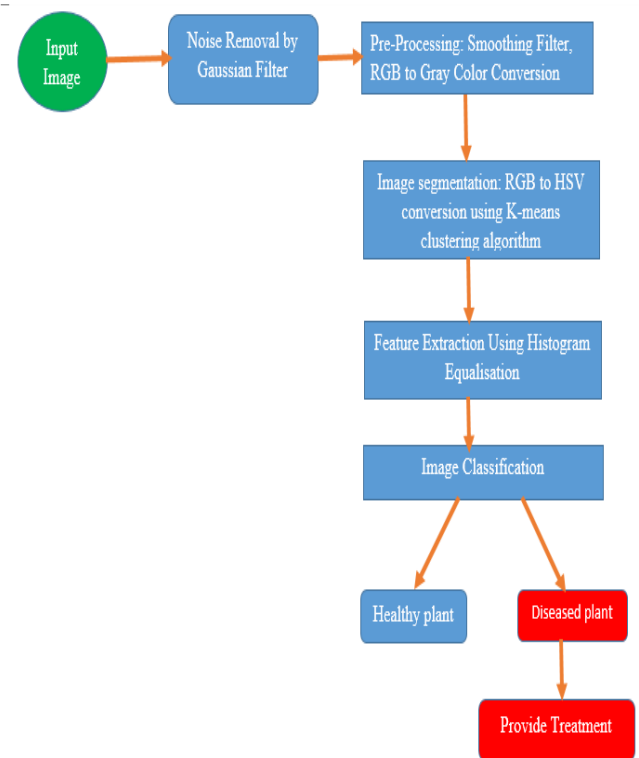 Input
Image
Noise Removal by
Gaussian Filter
Pre-Processing: Smoothing Filter,
RGB to Gray Color Conversion
Image segmentation: RGB to HSV
conversion using K-means
clustering algorithm
Feature Extraction Using Histogram
Equalisation
Image Classification
Healthy plant
Diseased plant
Provide Treatment